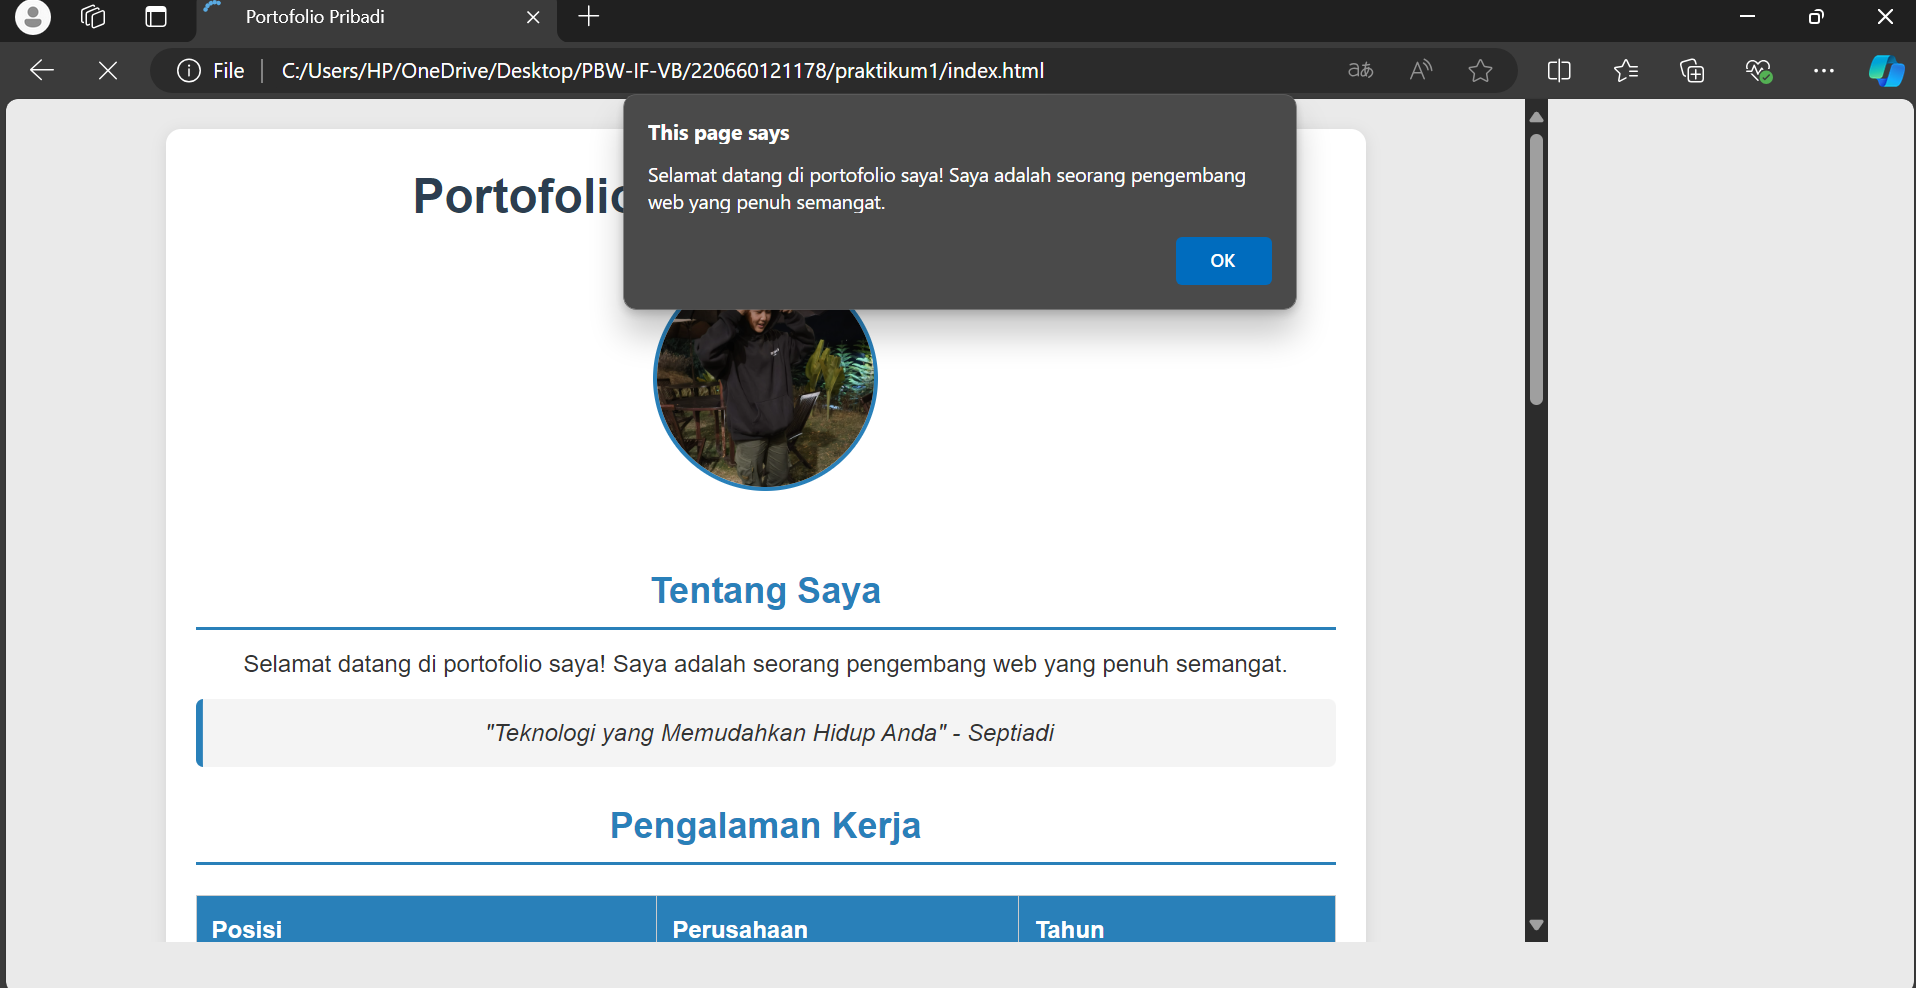 Portofolio Pribadi
File
C:/Users/HP/OneDrive/Desktop/PBW-IF-VB/220660121178/praktikum1/index.html
aあ
This page says
Selamat datang di portofolio saya! Saya adalah seorang pengembang
web yang penuh semangat.
OK
Portofolio
Tentang Saya
Selamat datang di portofolio saya! Saya adalah seorang pengembang web yang penuh semangat.
"Teknologi yang Memudahkan Hidup Anda" - Septiadi
Pengalaman Kerja
Posisi
Perusahaan
Tahun